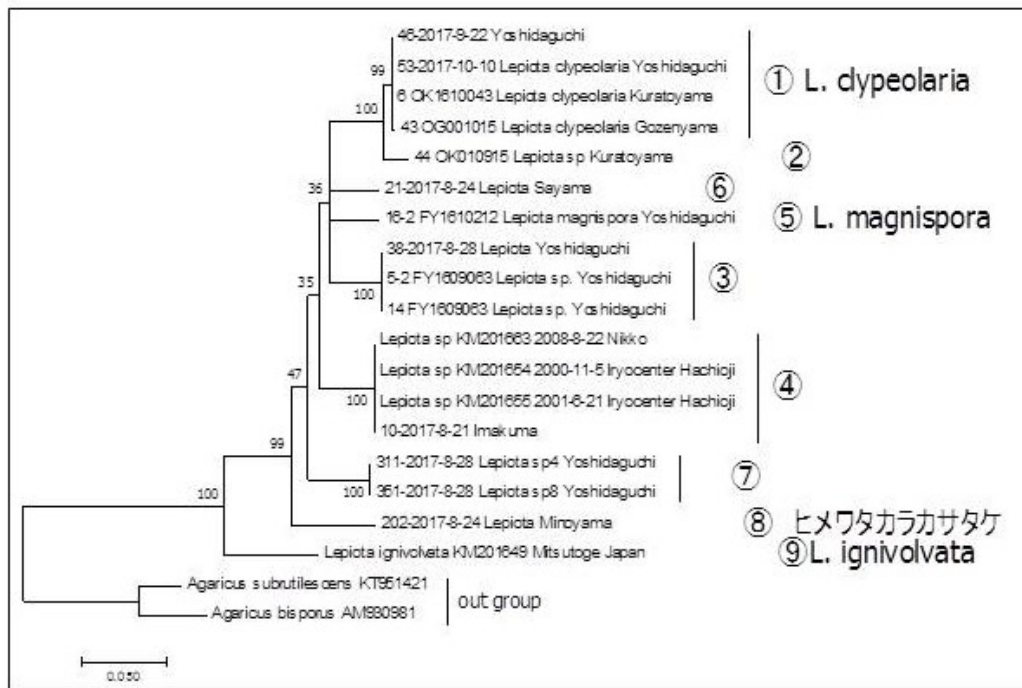 46-2017-9-22 Yoshidaguchi
99
53-2017-10-10 Lepiota clypeolaria Yoshidaguchi
① L. clypeolaria
6 OK1610043 Lepiota clypeolaria Kuratoyama
100
43 OG001015 Lepiota clypeolaria Gozenyama
44 OK010915 Lepiota sp Kuratoyama
②
36
21-2017-8-24 Lepiota Sayama
⑥
16-2 FY1610212 Lepiota magnispora Yoshidaguchi
⑤ L. magnispora
38-2017-8-28 Lepiota Yoshidaguchi
35
5-2 FY1609063 Lepiota sp. Yoshidaguchi
③
100
14 FY1609063 Lepiota sp. Yoshidaguchi
Lepiota sp KM201663 2008-8-22 Nikko
47
Lepiota sp KM201654 2000-11-5 Iryocenter Hachioji
④
100
Lepiota sp KM201655 2001-6-21 Iryocenter Hachioji
10-2017-8-21 Imakuma
99
311-2017-8-28 Lepiota sp4 Yoshidaguchi
⑦
100
100
351-2017-8-28 Lepiota sp8 Yoshidaguchi
202-2017-8-24 Lepiota Minoyama
⑧ ヒメワタカラカサタケ
Lepiota ignivolvata KM201649 Mitsutoge Japan
⑨ L. ignivolvata
Agaricus subrutilescens KT951421
out group
Agaricus bisporus AM930981
0.050